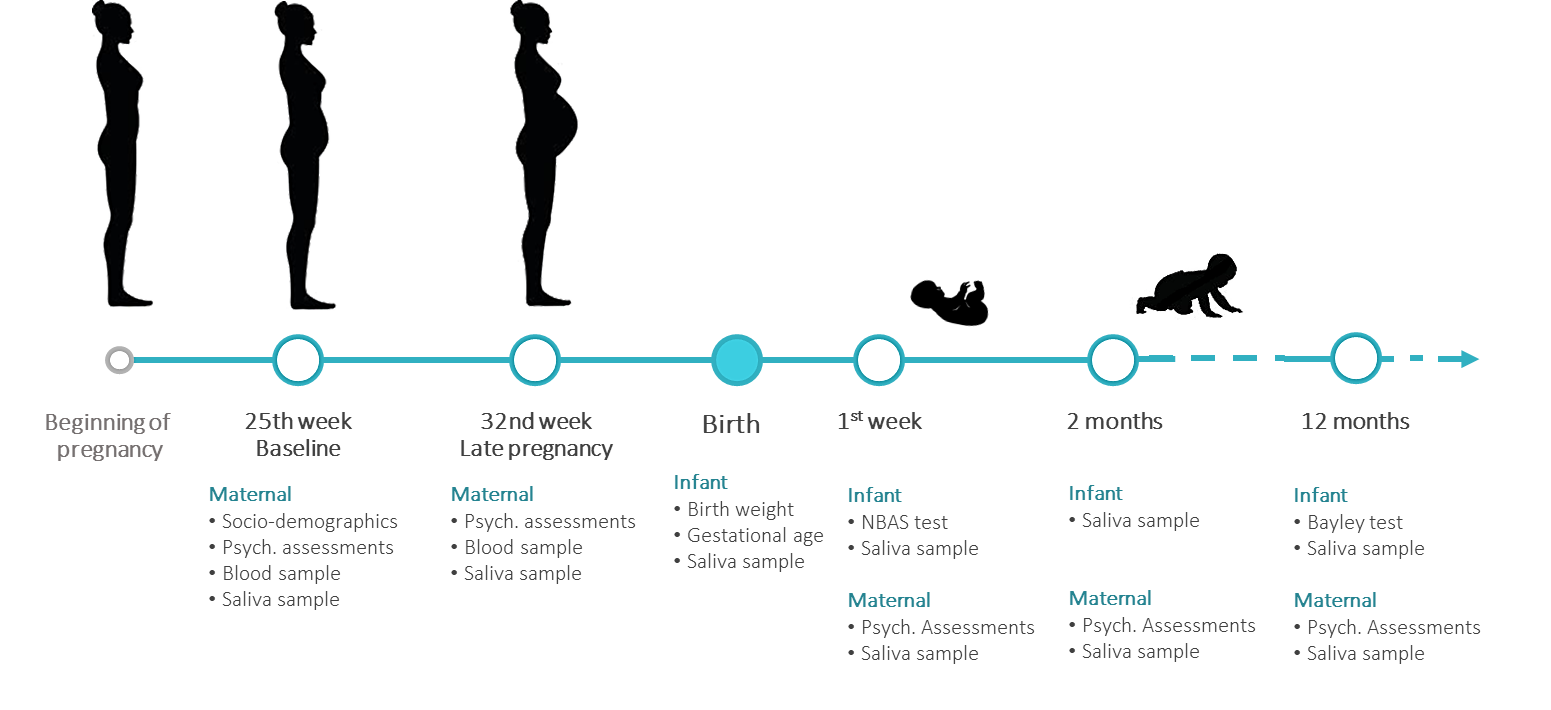 Beginning of
pregnancy
25th week
Baseline
Maternal
• Socio-demographics
• Psych. assessments
• Blood sample
• Saliva sample
32nd week
Late pregnancy
Maternal
• Psych. assessments
• Blood sample
• Saliva sample
Birth
Infant
• Birth weight
• Gestational age
• Saliva sample
1st week
Infant
• NBAS test
• Saliva sample
Maternal
• Psych. Assessments
• Saliva sample
2 months
Infant
• Saliva sample
Maternal
• Psych. Assessments
• Saliva sample
12 months
Infant
• Bayley test
• Saliva sample
Maternal
• Psych. Assessments
• Saliva sample